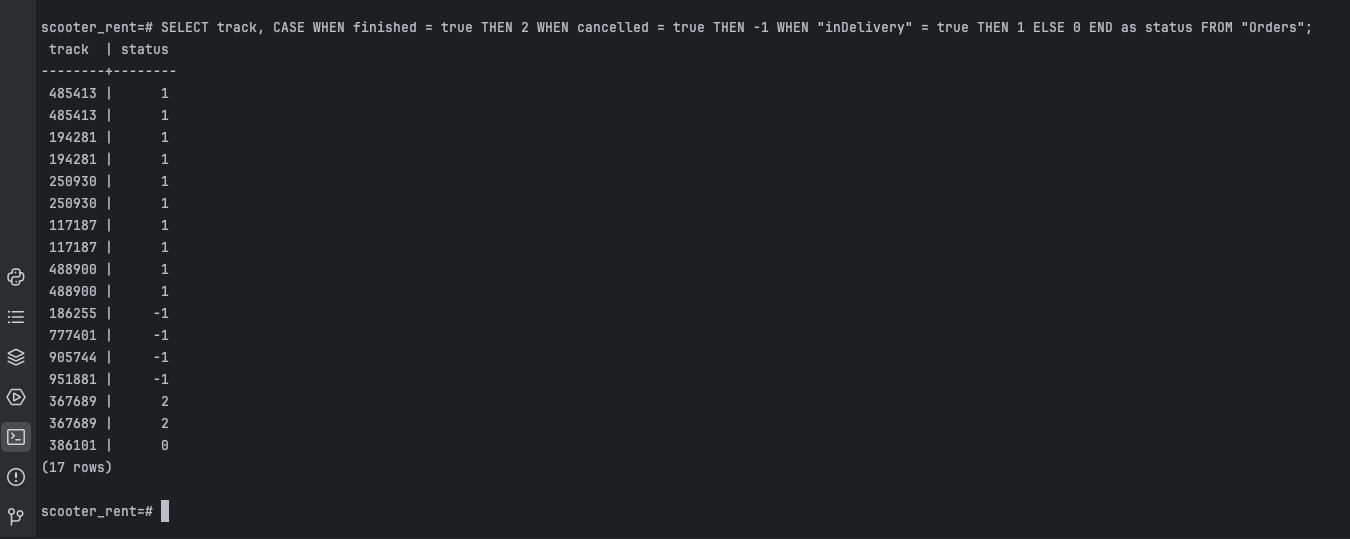 scooter_rent=# SELECT track, CASE WHEN finished = true THEN 2 WHEN cancelled = true THEN -1 WHEN "inDelivery" = true THEN 1 ELSE 0 END as status FROM "Orders";
 track  | status
--------+--------
 485413 |      1
 485413 |      1
 194281 |      1
 194281 |      1
 250930 |      1
 250930 |      1
 117187 |      1
 117187 |      1
 488900 |      1
 488900 |      1
 186255 |     -1
 777401 |     -1
 905744 |     -1
 951881 |     -1
 367689 |      2
 367689 |      2
 386101 |      0
(17 rows)
scooter_rent=#